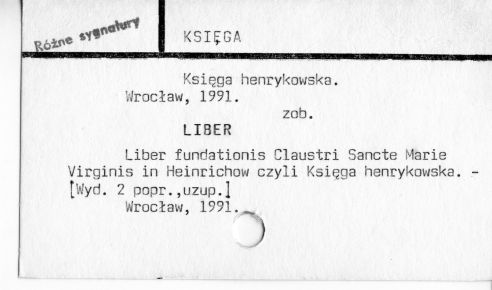 Różne sygnatury
KSIĘGA
Księga henrykowska.
Wrocław, 1991.
zob.
LIBER
Liber fundationis Claustri Sancte Marie
Virginis in Heinrichow czyli Księga henrykowska. -
[Wyd. 2 popr.,uzup.]
Wrocław, 1991.